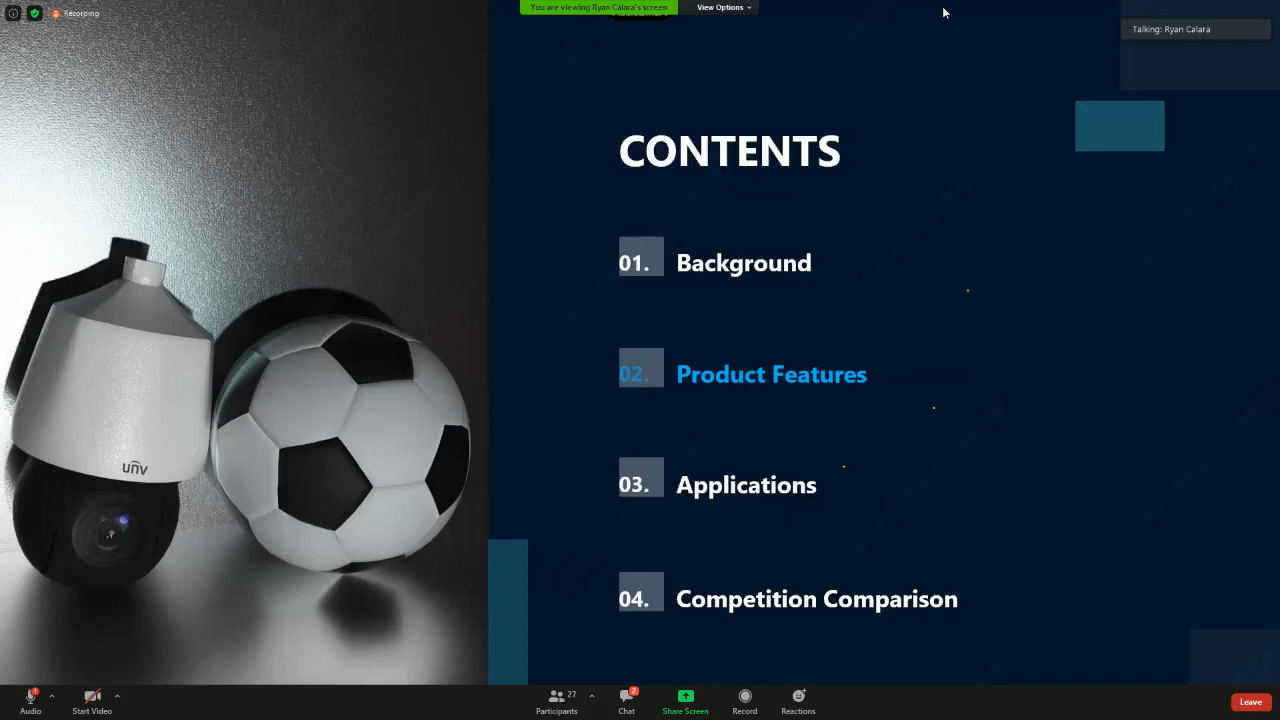 Recording
You are viewing Ryan Calara's screen
View Options
Talking: Ryan Calara
CONTENTS
01. Background
02. Product Features
03. Applications
04. Competition Comparison
unv
Audio
Start Video
27
Participants
2
Chat
Share Screen
Record
Reactions
Leave